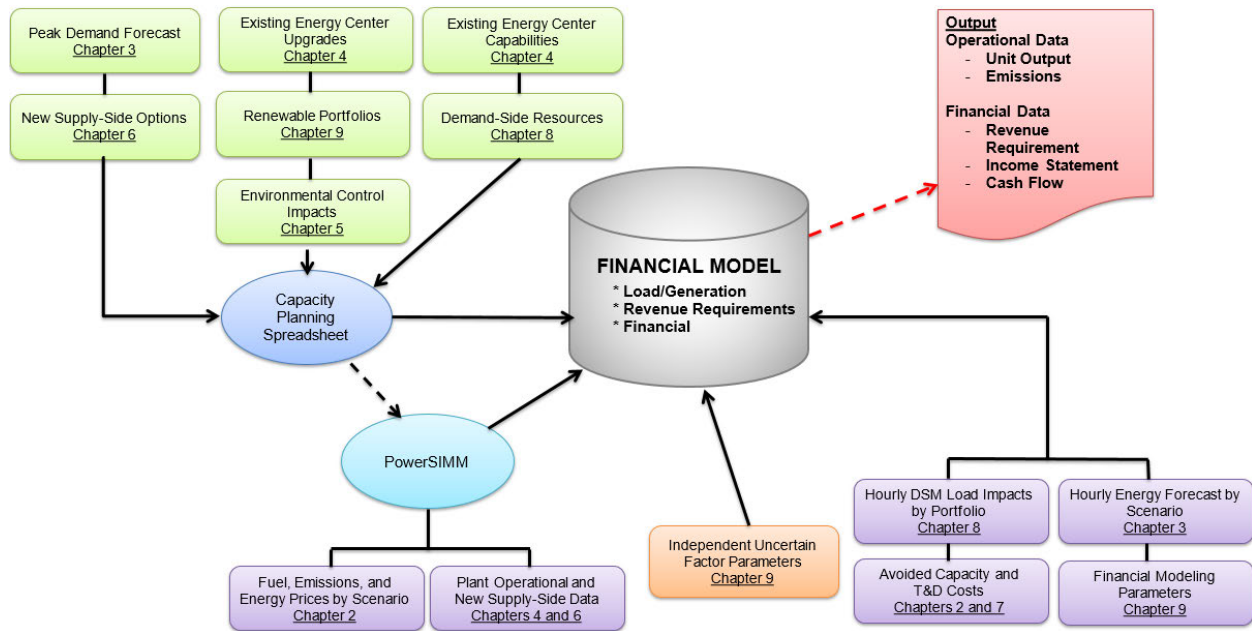 Peak Demand Forecast
Chapter 3
Existing Energy Center
Upgrades
Chapter 4
Existing Energy Center
Capabilities
Chapter 4
New Supply-Side Options
Chapter 6
Renewable Portfolios
Chapter 9
Demand-Side Resources
Chapter 8
Environmental Control
Impacts
Chapter 5
Capacity
Planning
Spreadsheet
PowerSIMM
Fuel, Emissions, and
Energy Prices by Scenario
Chapter 2
Plant Operational and
New Supply-Side Data
Chapters 4 and 6
FINANCIAL MODEL
* Load/Generation
* Revenue Requirements
* Financial
Output
Operational Data
- Unit Output
- Emissions
Financial Data
- Revenue
Requirement
- Income Statement
- Cash Flow
Independent Uncertain
Factor Parameters
Chapter 9
Hourly DSM Load Impacts
by Portfolio
Chapter 8
Hourly Energy Forecast by
Scenario
Chapter 3
Avoided Capacity and
T&D Costs
Chapters 2 and 7
Financial Modeling
Parameters
Chapter 9